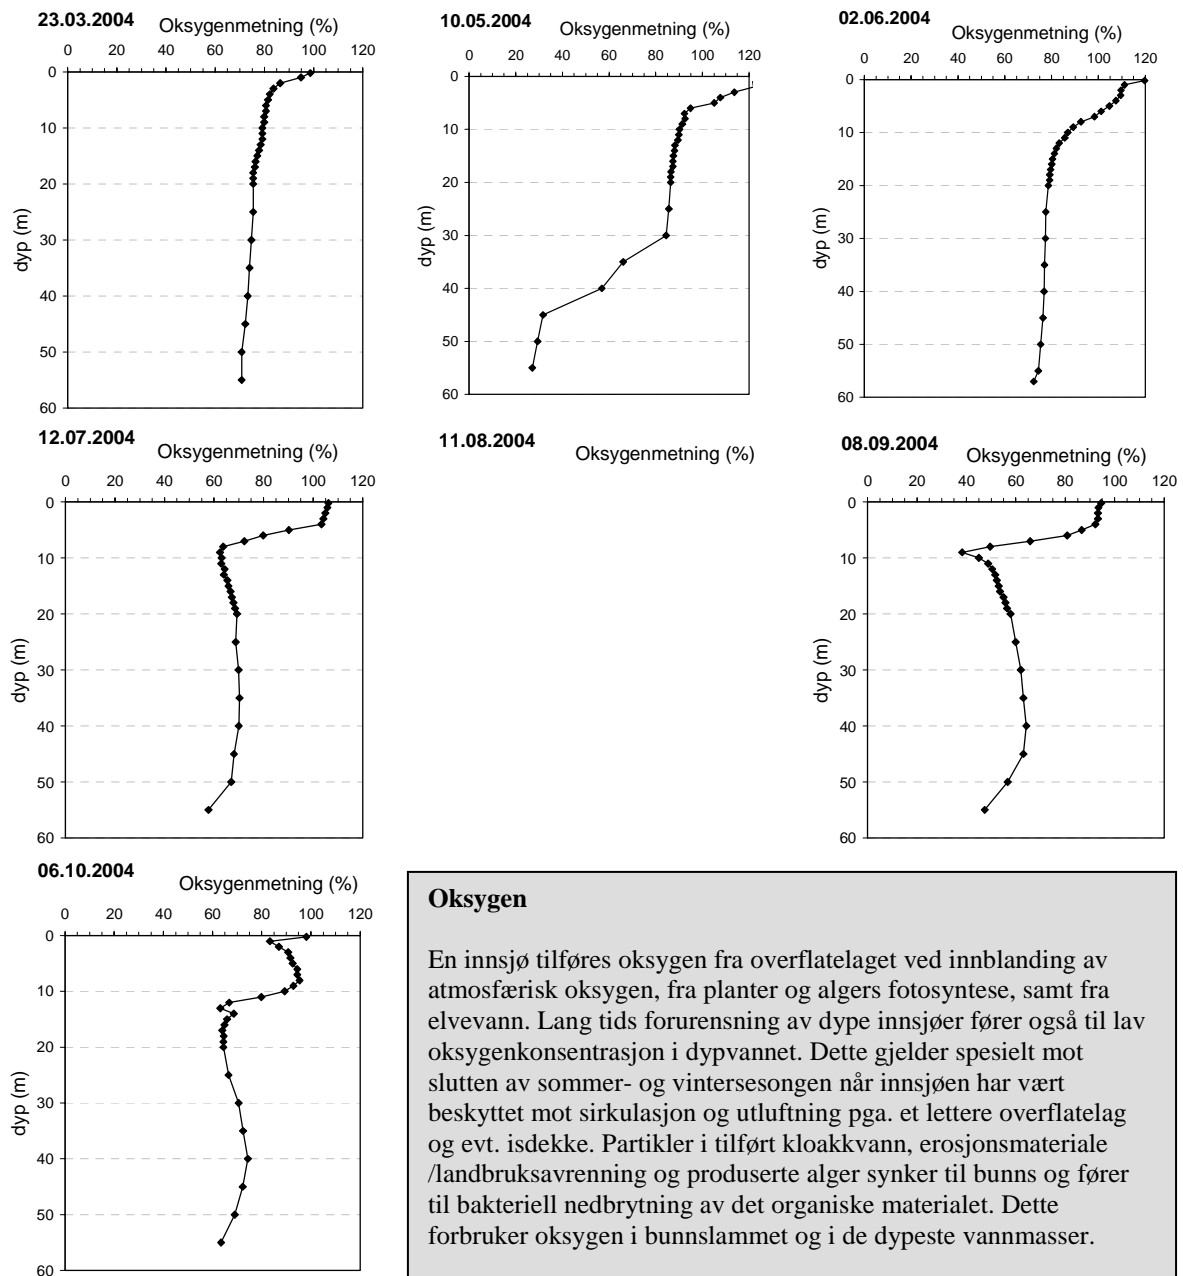 23.03.2004
Oksygenmetning (%)
0 20 40 60 80 100 120
0
10
20
30
40
50
60
dyp (m)
10.05.2004
Oksygenmetning (%)
0 20 40 60 80 100 120
0
10
20
30
40
50
60
dyp (m)
02.06.2004
Oksygenmetning (%)
0 20 40 60 80 100 120
0
10
20
30
40
50
60
dyp (m)
12.07.2004
Oksygenmetning (%)
0 20 40 60 80 100 120
0
10
20
30
40
50
60
dyp (m)
11.08.2004
Oksygenmetning (%)
08.09.2004
Oksygenmetning (%)
0 20 40 60 80 100 120
0
10
20
30
40
50
60
dyp (m)
06.10.2004
Oksygenmetning (%)
0 20 40 60 80 100 120
0
10
20
30
40
50
60
dyp (m)
Oksygen
En innsjø tilføres oksygen fra overflatelaget ved innblanding av
atmosfærisk oksygen, fra planter og algers fotosyntese, samt fra
elvevann. Lang tids forurensning av dype innsjøer fører også til lav
oksygenkonsentrasjon i dypvannet. Dette gjelder spesielt mot
slutten av sommer- og vintersesongen når innsjøen har vært
beskyttet mot sirkulasjon og utluftning pga. et lettere overflatelag
og evt. isdekke. Partikler i tilført kloakkvann, erosjonsmateriale
/landbruksavrenning og produserte alger synker til bunns og fører
til bakteriell nedbrytning av det organiske materialet. Dette
forbruker oksygen i bunnslammet og i de dypeste vannmasser.